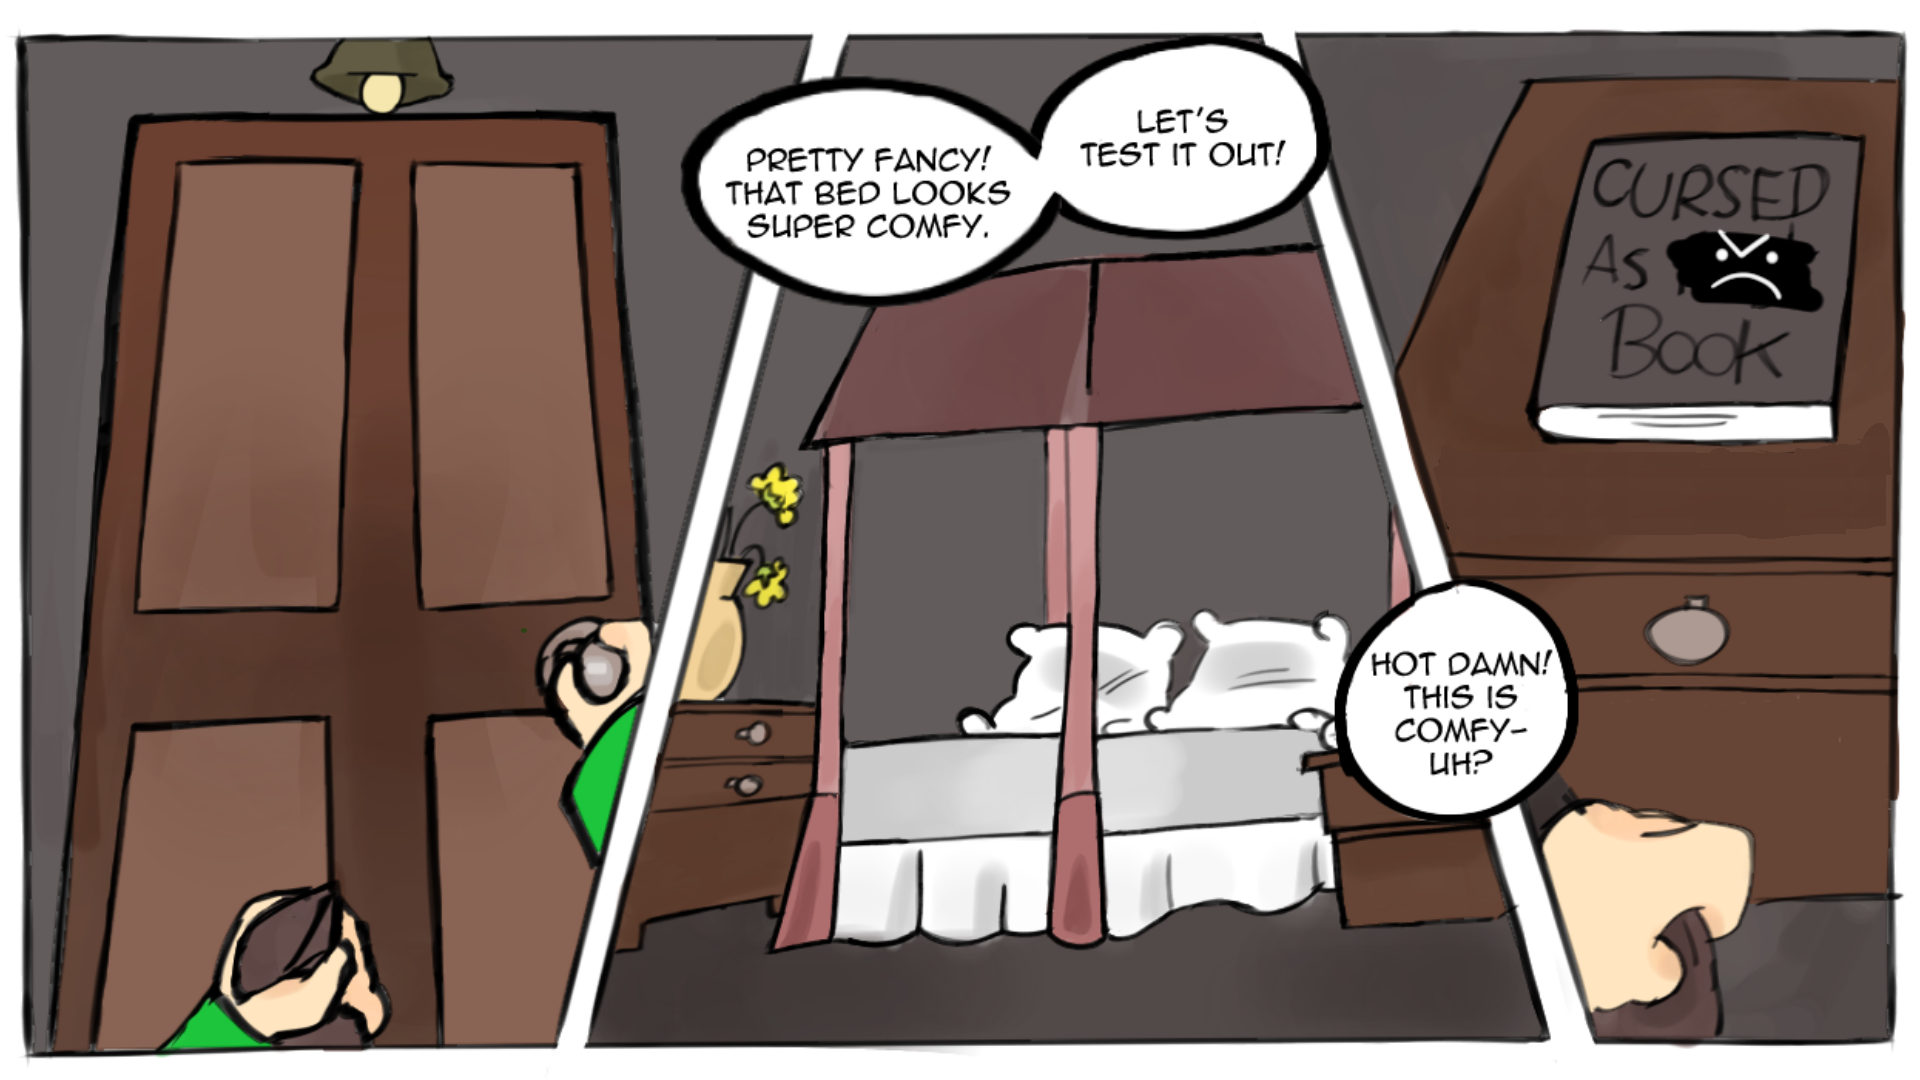 PRETTY FANCY!
THAT BED LOOKS
SUPER COMFY.
LET'S
TEST IT OUT!
CURSED
AS
BOOK
HOT DAMN!
THIS IS
COMFY-
UH?